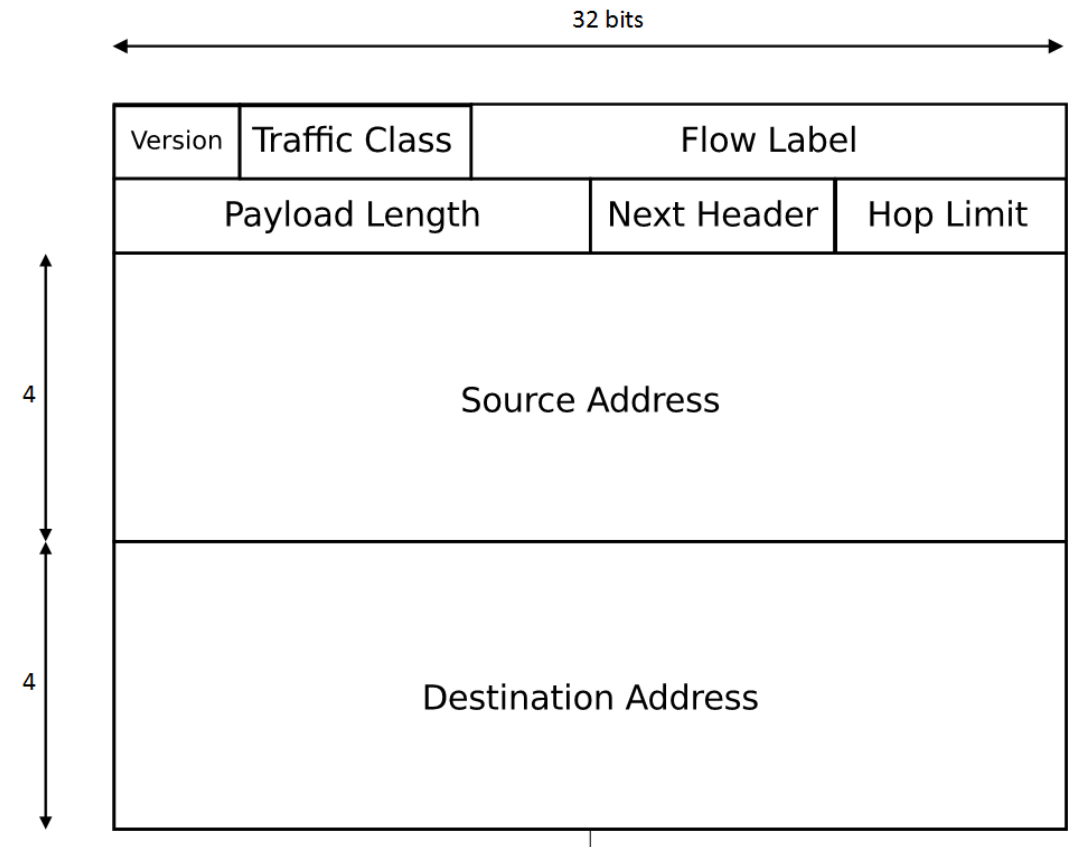 32 bits
Version Traffic Class Flow Label
Payload Length Next Header Hop Limit
4
Source Address
4
Destination Address